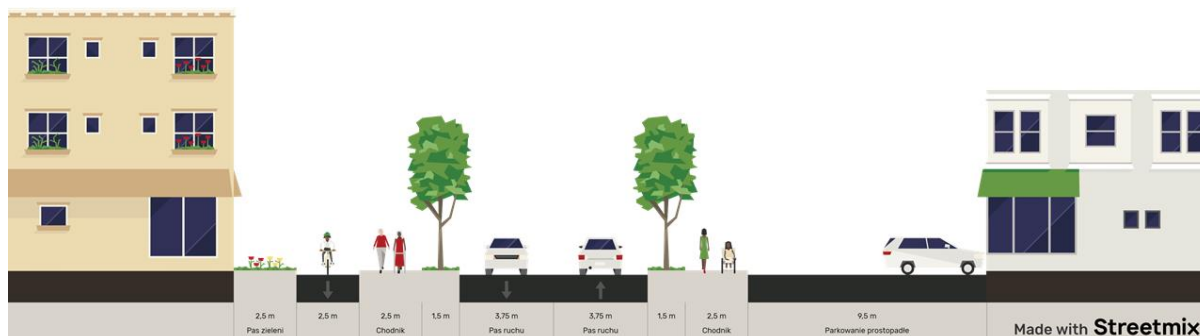 2,5 m
Pas zieleni
2,5 m
2,5 m
Chodnik
1,5 m
3,75 m
Pas ruchu
3,75 m
Pas ruchu
1,5 m
2,5 m
Chodnik
9,5 m
Parkowanie prostopadłe
Made with Streetmix